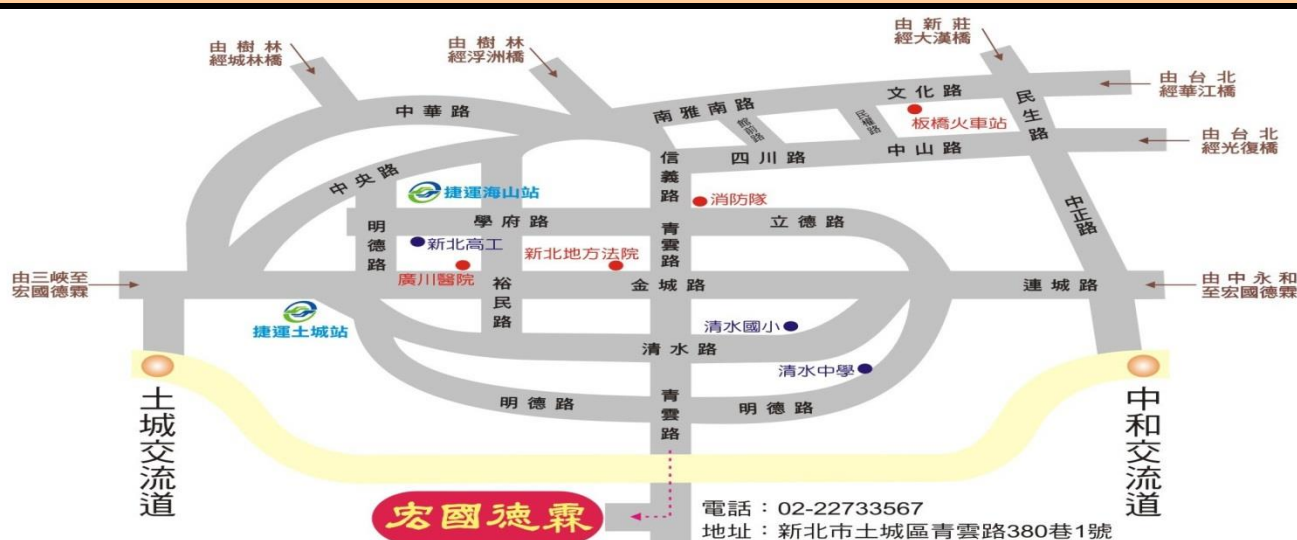 由樹林
經城林橋
由樹林
經浮洲橋
由新莊
經大漢橋
由台北
經華江橋
由台北
經光復橋
中華路
南雅南路
文化路
民生路
館前路
民權路
板橋火車站
信義路
四川路
中山路
中央路
捷運海山站
消防隊
中正路
學府路
青雲路
立德路
明德路
新北高工
新北地方法院
廣川醫院
由三峽至
宏國德霖
裕民路
金城路
連城路
由中永和
至宏國德霖
捷運土城站
清水國小
清水路
清水中學
明德路
青雲路
明德路
土城交流道
中和交流道
宏國德霖
電話：02-22733567
地址：新北市土城區青雲路380巷1號